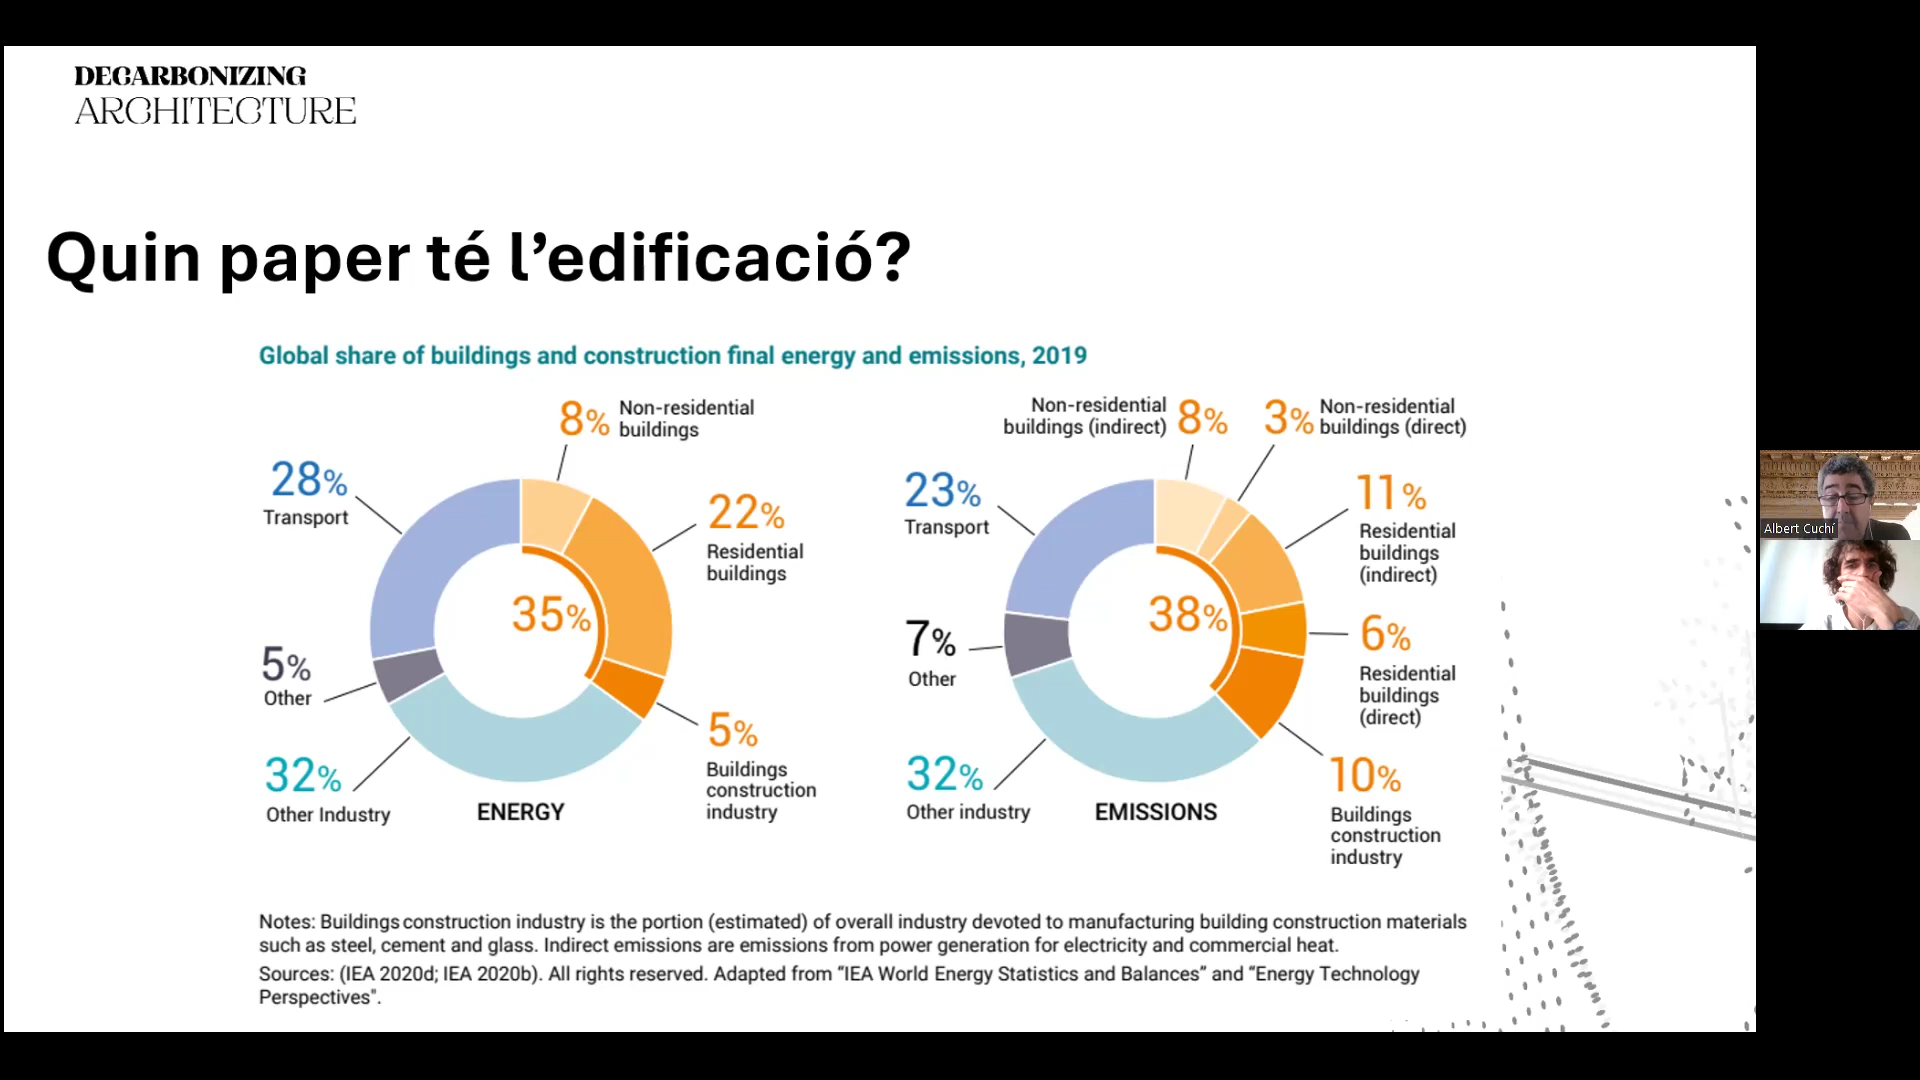 DECARBONIZING
ARCHITECTURE
Quin paper té l’edificació?
Global share of buildings and construction final energy and emissions, 2019
8% Non-residential
buildings
28%
Transport
22%
Residential
buildings
35%
5%
Other
5%
Buildings
construction
industry
32%
Other Industry
ENERGY
Non-residential
buildings (indirect) 8%
3% Non-residential
buildings (direct)
23%
Transport
11%
Residential
buildings
(indirect)
38%
7%
Other
6%
Residential
buildings
(direct)
32%
Other industry
EMISSIONS
10%
Buildings
construction
industry
Notes: Buildings construction industry is the portion (estimated) of overall industry devoted to manufacturing building construction materials
such as steel, cement and glass. Indirect emissions are emissions from power generation for electricity and commercial heat.
Sources: (IEA 2020d; IEA 2020b). All rights reserved. Adapted from “IEA World Energy Statistics and Balances” and “Energy Technology
Perspectives".
Albert Cuchí